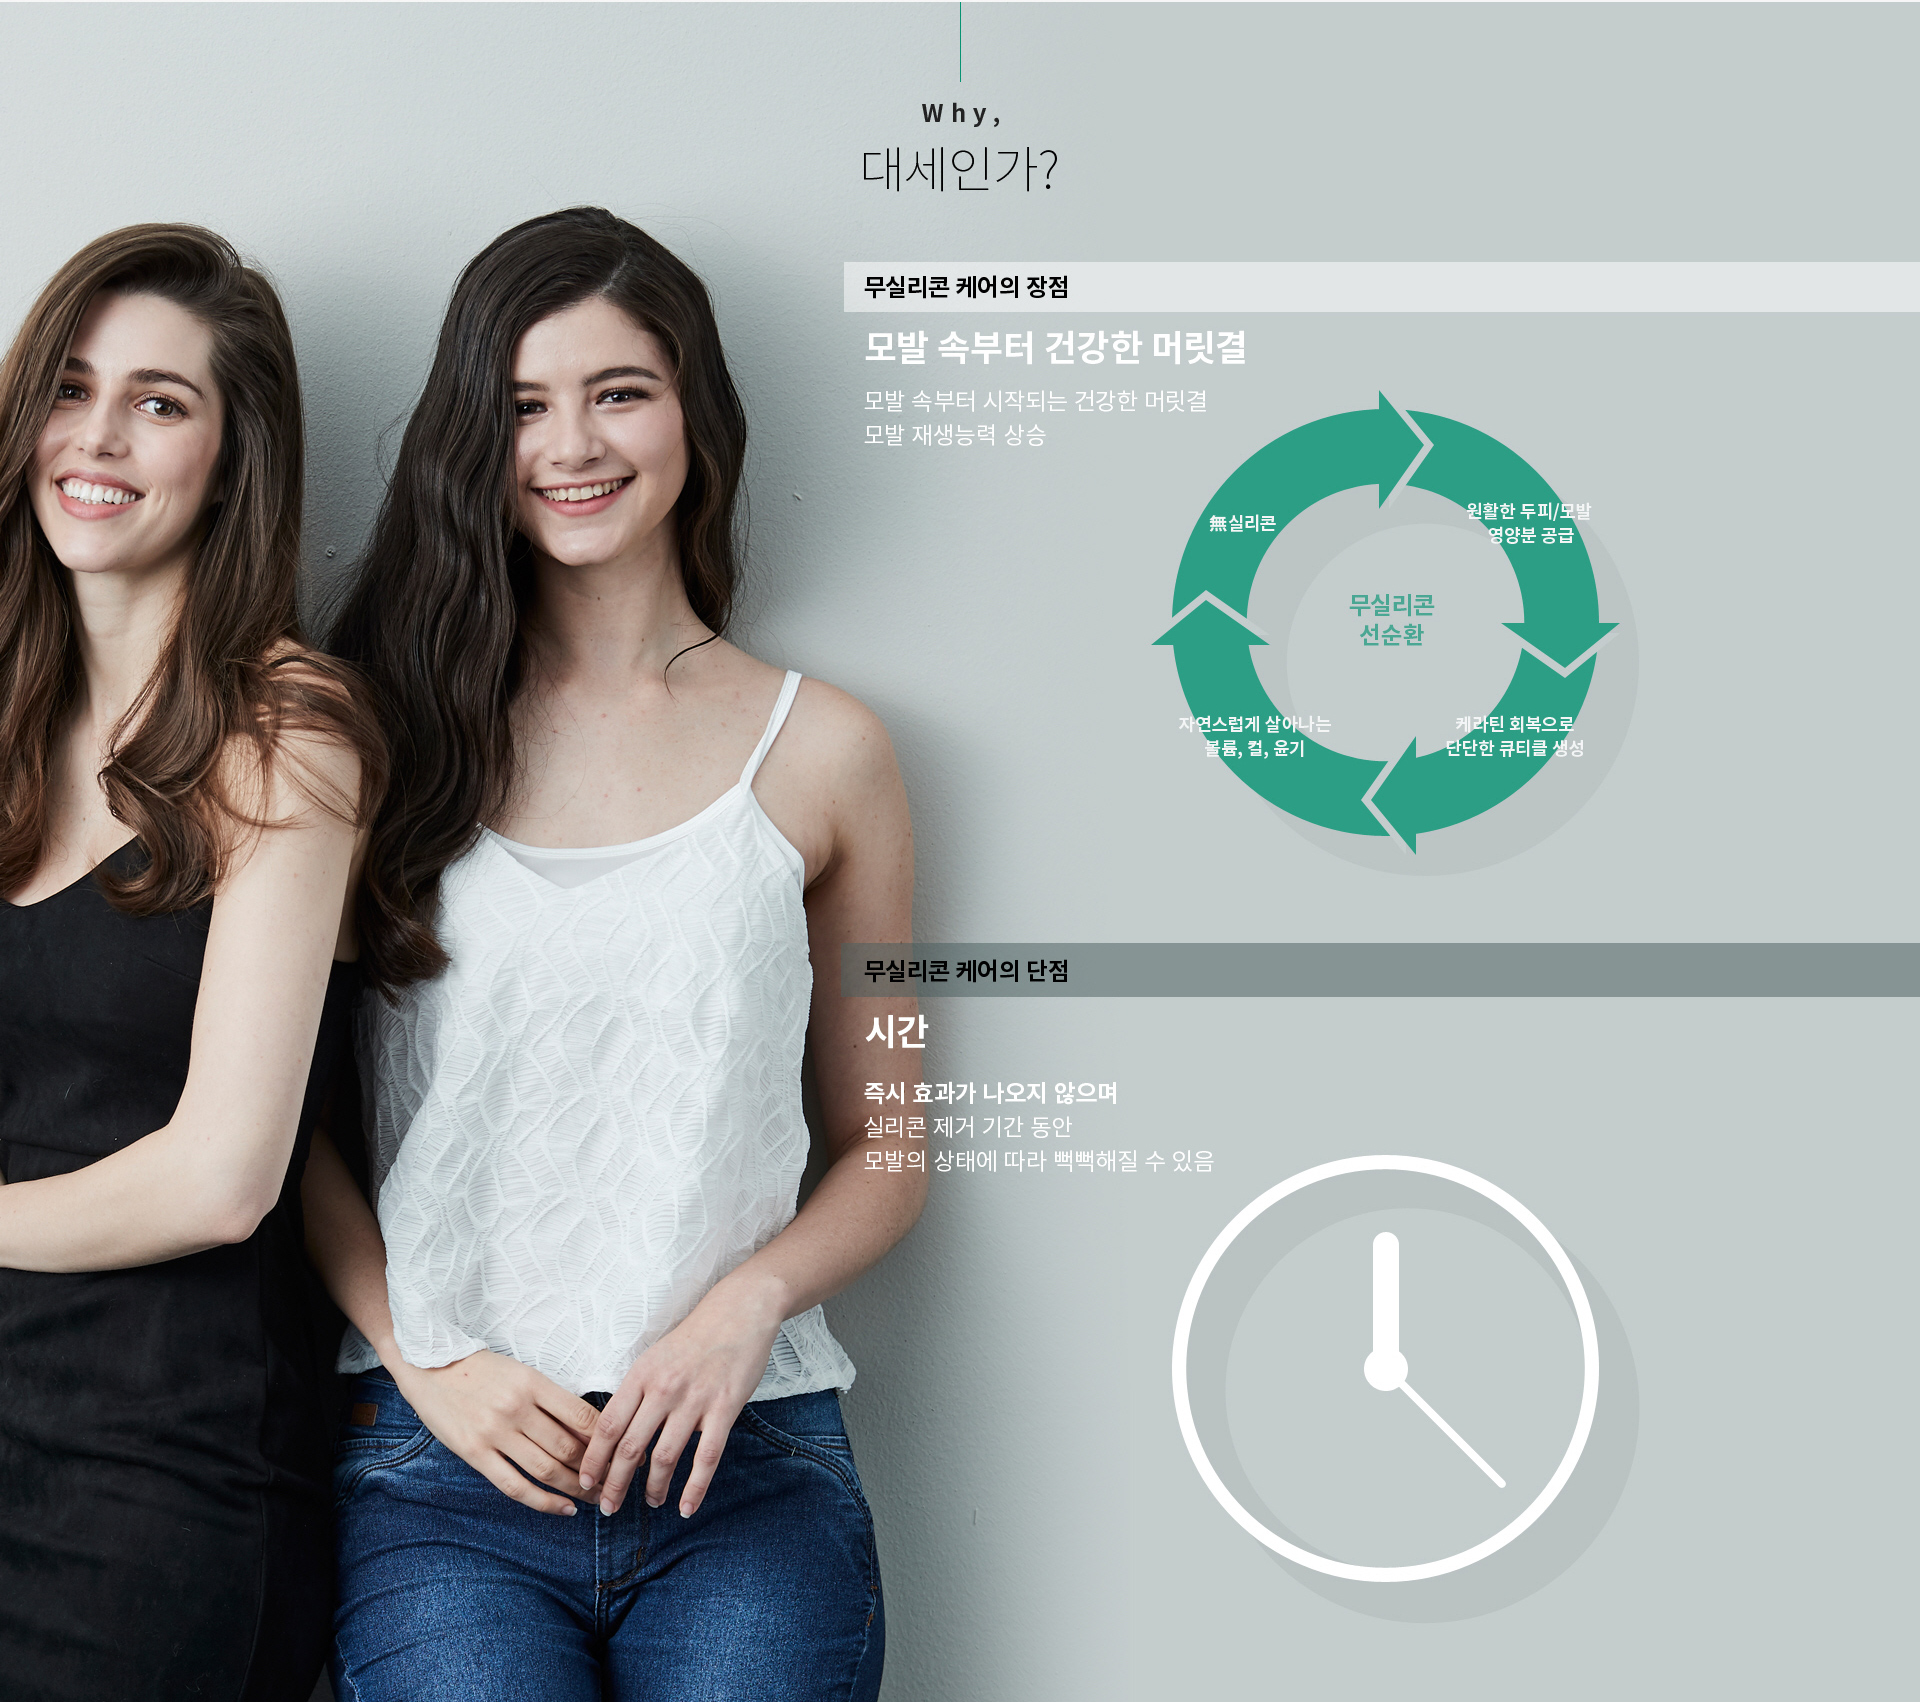 Why,
대세인가?
무실리콘 케어의 장점
모발 속부터 건강한 머릿결
모발 속부터 시작되는 건강한 머릿결
모발 재생능력 상승
無실리콘
원활한 두피/모발
영양분 공급
무실리콘
선순환
자연스럽게 살아나는
볼륨, 컬, 윤기
케라틴 회복으로
단단한 큐티클 생성
무실리콘 케어의 단점
시간
즉시 효과가 나오지 않으며
실리콘 제거 기간 동안
모발의 상태에 따라 뻑뻑해질 수 있음